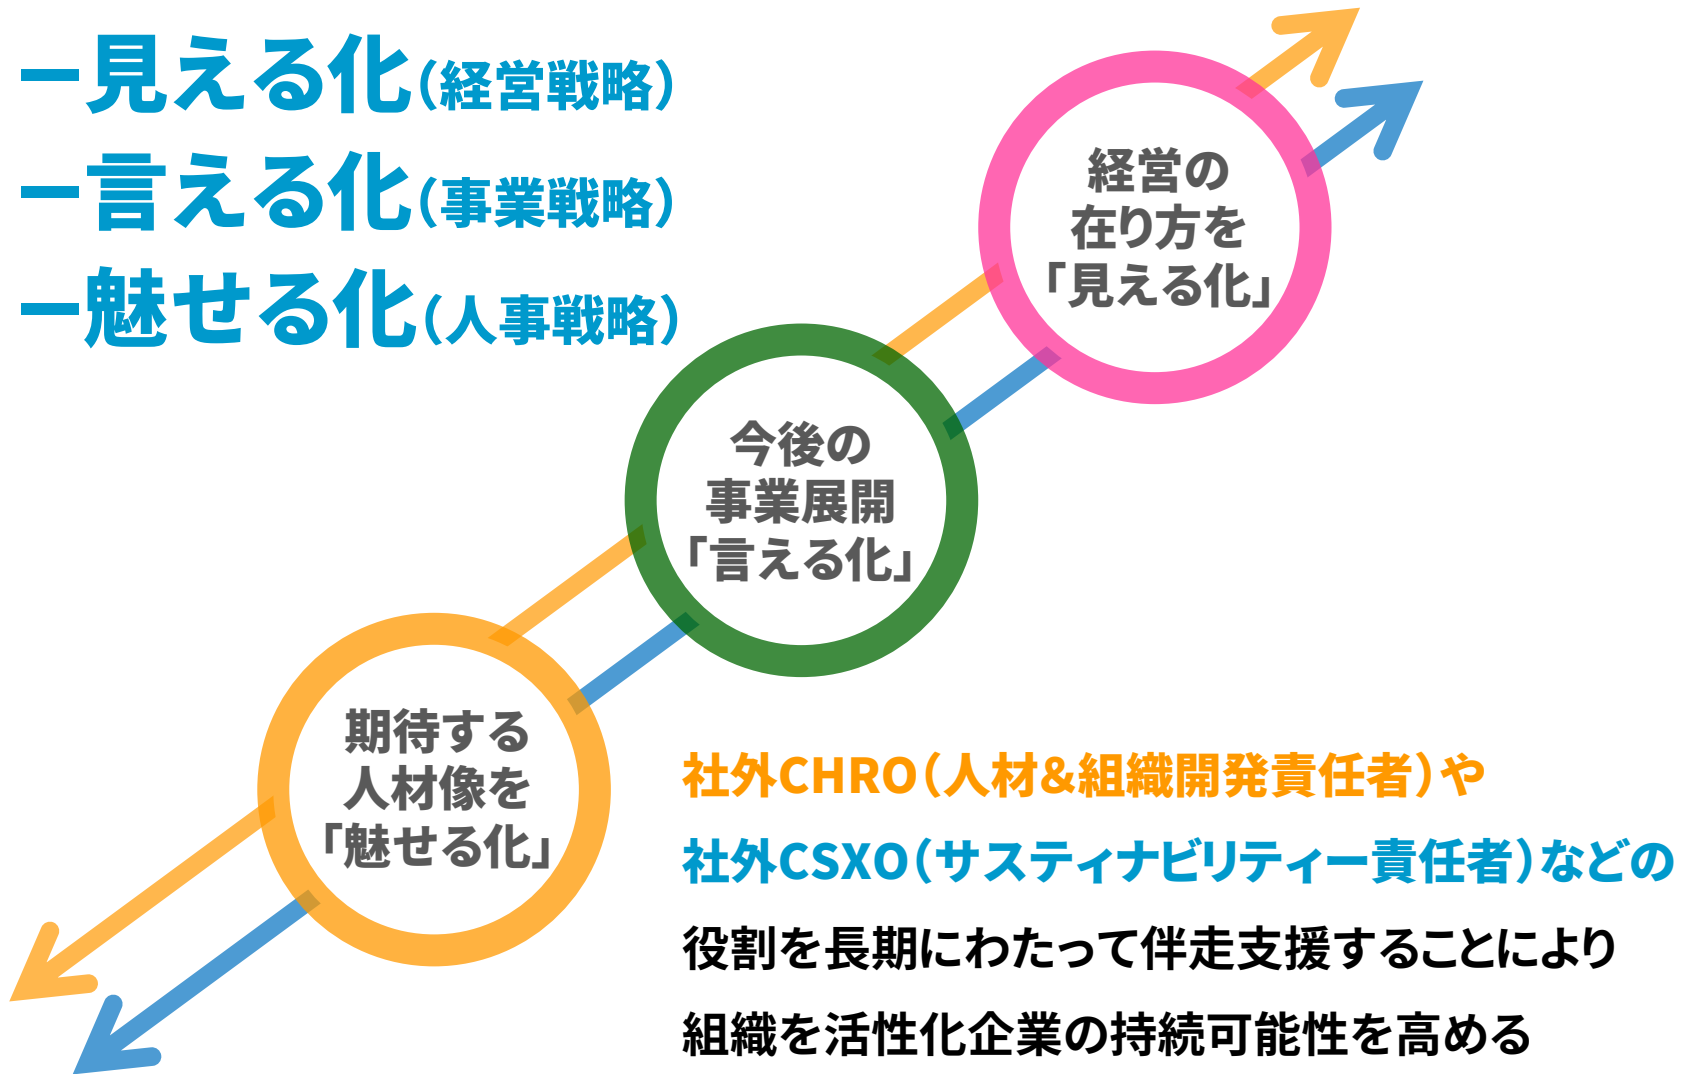 ー見える化(経営戦略)
ー言える化(事業戦略)
ー魅せる化(人事戦略)
経営の
在り方を
「見える化」
今後の
事業展開
「言える化」
期待する
人材像を
「魅せる化」
社外CHRO(人材&組織開発責任者)や
社外CSXO(サスティナビリティー責任者)などの
役割を長期にわたって伴走支援することにより
組織を活性化企業の持続可能性を高める